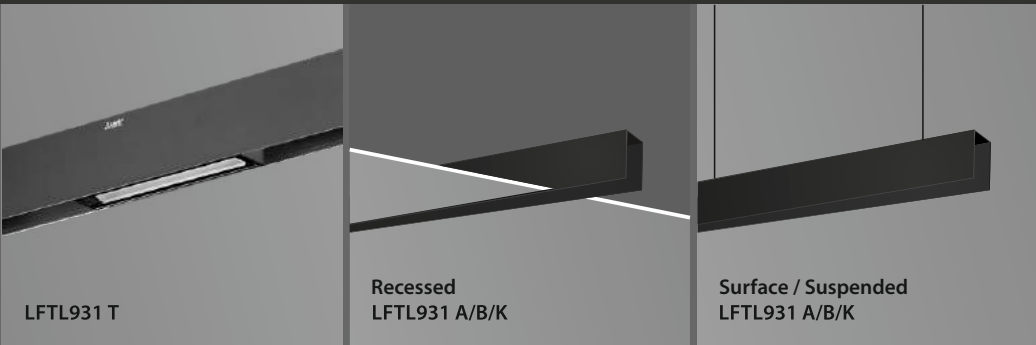 LFTL931 T
Recessed
LFTL931 A/B/K
Surface / Suspended
LFTL931 A/B/K